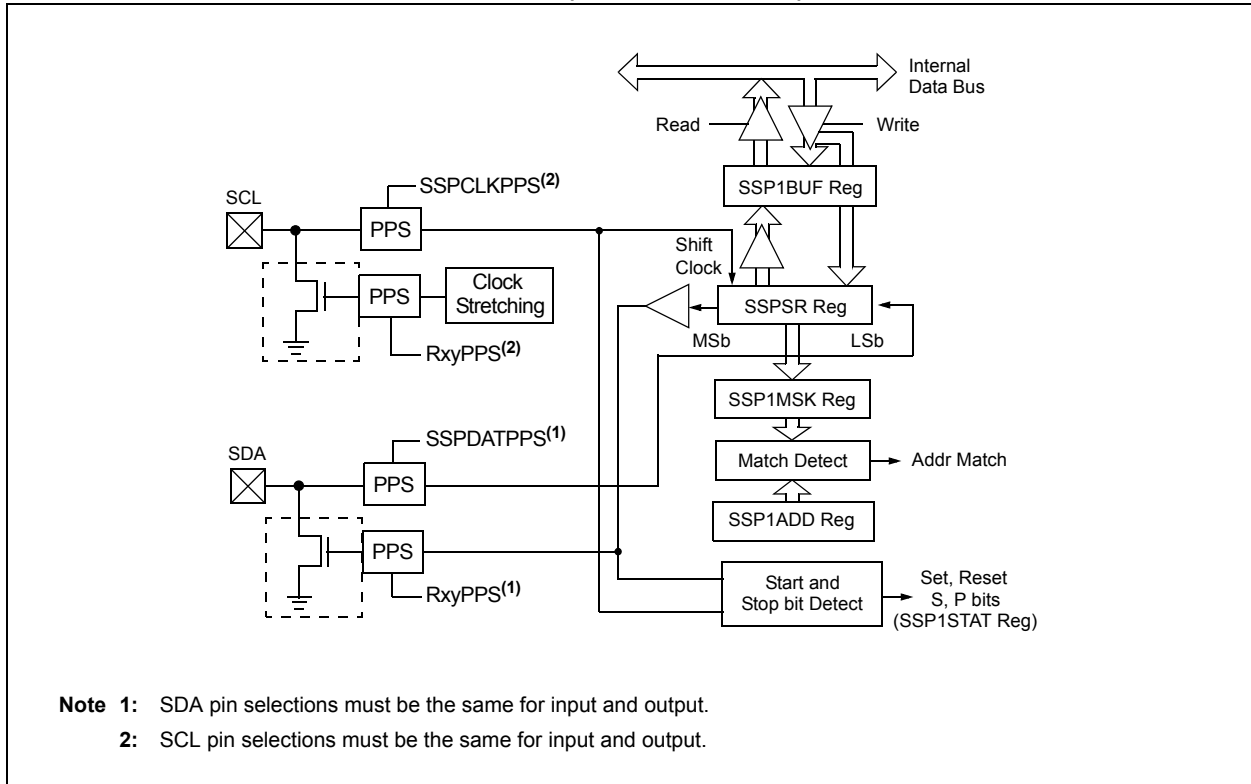 Internal
Data Bus
Read
Write
SSP1BUF Reg
SSPCLKPPS(2)
SCL
PPS
Shift
Clock
PPS
Clock
Stretching
SSPSR Reg
MSb
LSb
RxyPPS(2)
SSP1MSK Reg
SSPDATPPS(1)
SDA
Match Detect
Addr Match
PPS
SSP1ADD Reg
PPS
RxyPPS(1)
Start and
Stop bit Detect
Set, Reset
S, P bits
(SSP1STAT Reg)
Note 1: SDA pin selections must be the same for input and output.
2: SCL pin selections must be the same for input and output.